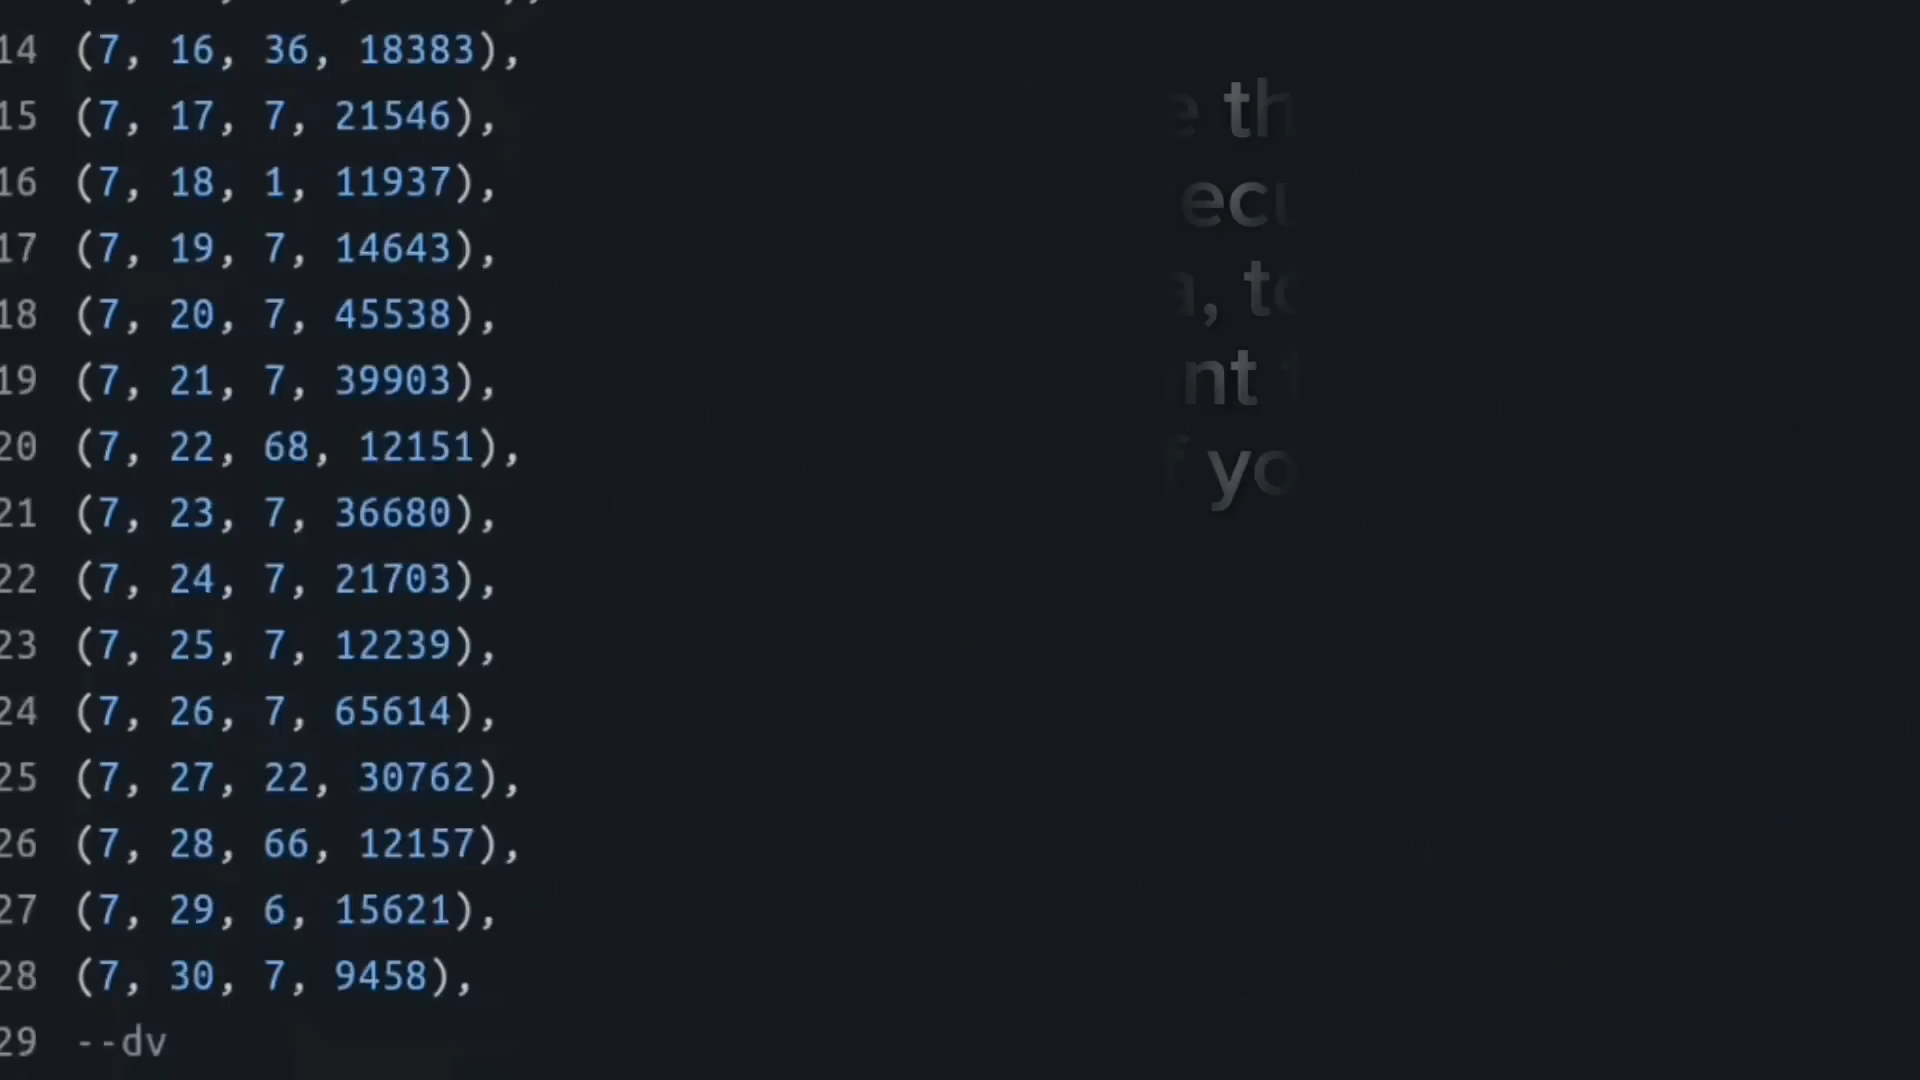 14 (7, 16, 36, 18383),
15 (7, 17, 7, 21546),
16 (7, 18, 1, 11937),
17 (7, 19, 7, 14643),
18 (7, 20, 7, 45538),
19 (7, 21, 7, 39903),
20 (7, 22, 68, 12151),
21 (7, 23, 7, 36680),
22 (7, 24, 7, 21703),
23 (7, 25, 7, 12239),
24 (7, 26, 7, 65614),
25 (7, 27, 22, 30762),
26 (7, 28, 66, 12157),
27 (7, 29, 6, 15621),
28 (7, 30, 7, 9458),
29 --dv